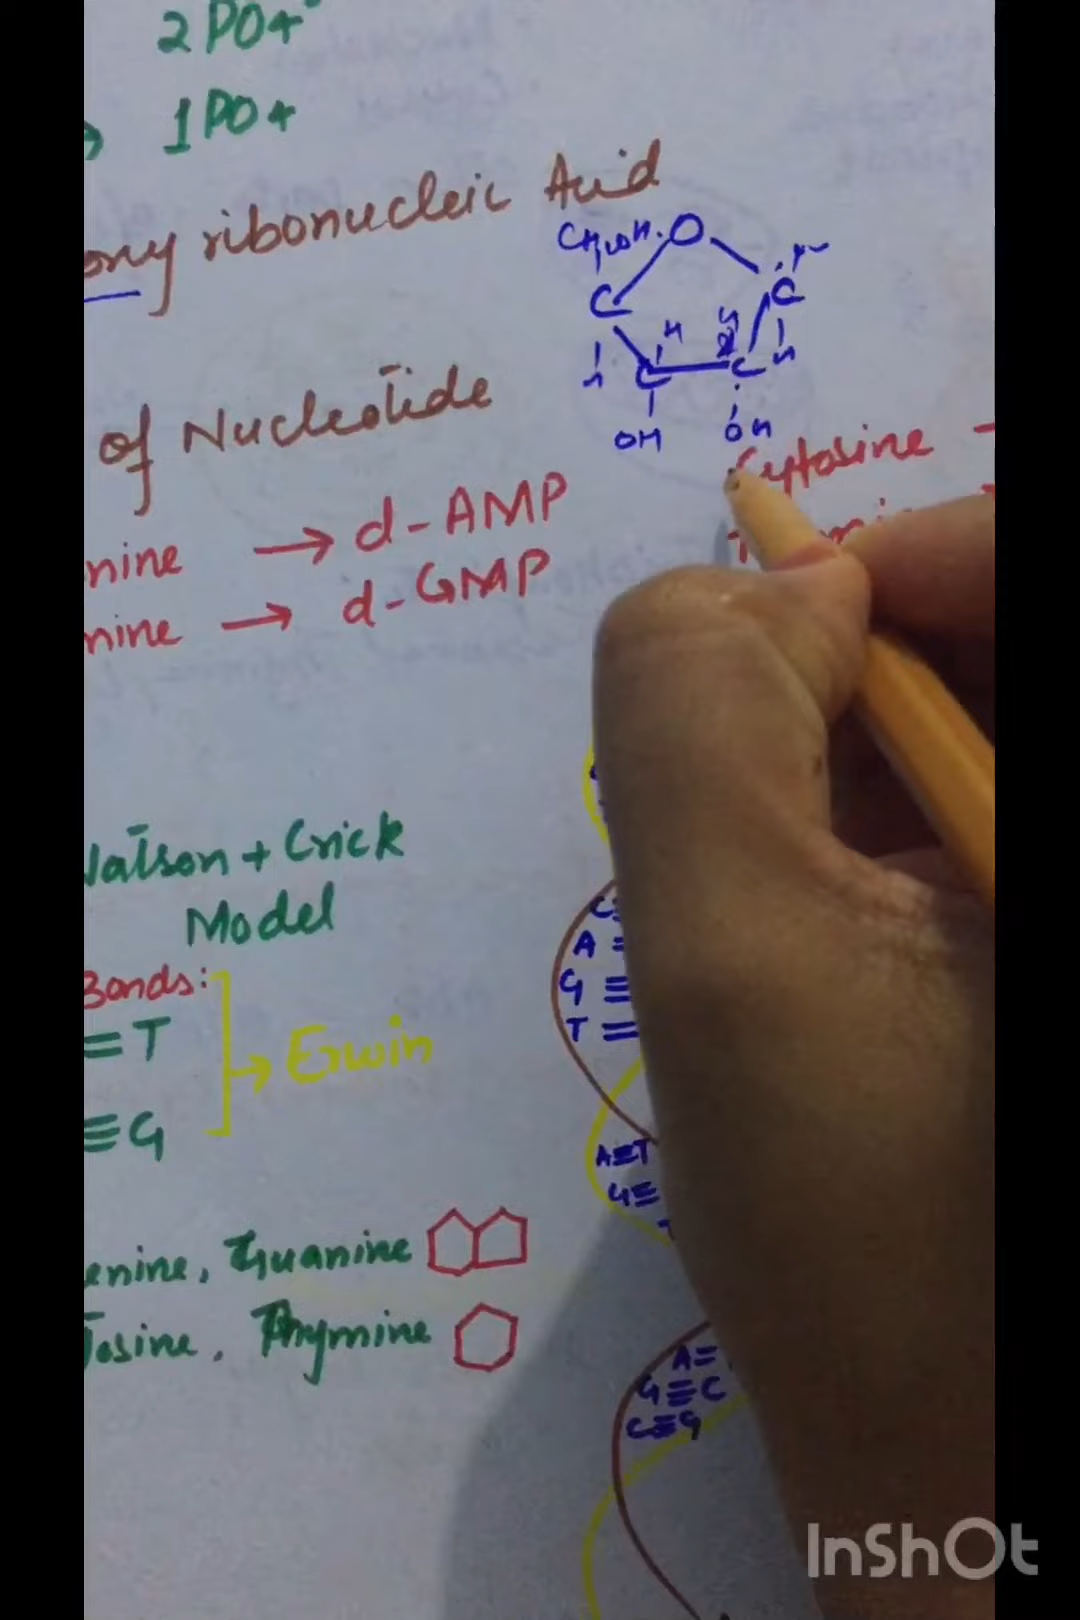 2PO4
→ 1PO4
oxy ribonucleic Acid
CH2OH O
C C
H H H H
C C
OH OH
of Nucleotide
Cytosine -
nine → d-AMP
nine → d-GMP
Watson + Crick
Model
Bonds:
=T
→ Erwin
≡G
C
A =
G ≡
T =
A=T
G≡
T
enine, Guanine
tosine, Thymine
A=
G≡C
C≡G
InShOt